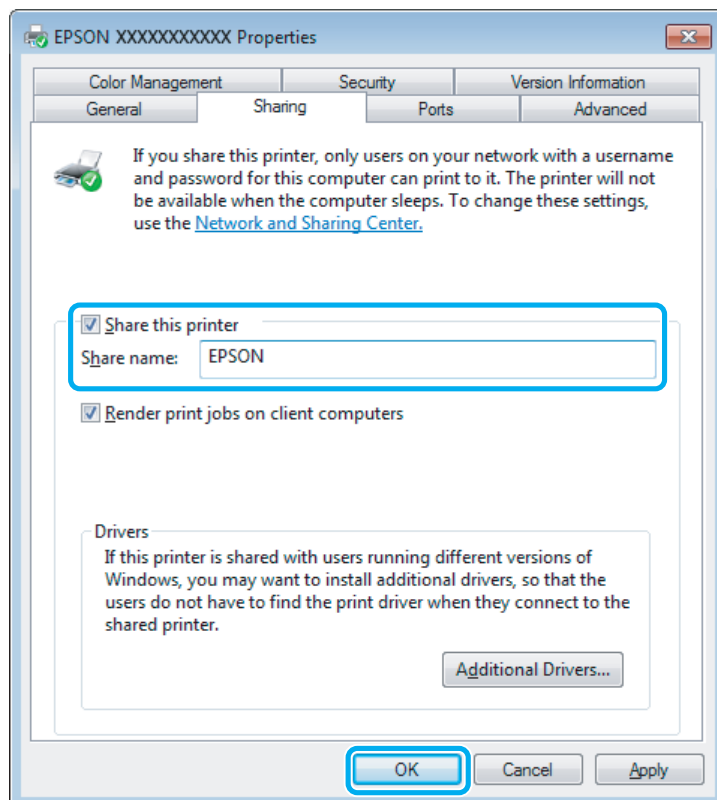 EPSON XXXXXXXXXXX Properties
Color Management Security Version Information
General Sharing Ports Advanced
If you share this printer, only users on your network with a username
and password for this computer can print to it. The printer will not
be available when the computer sleeps. To change these settings,
use the Network and Sharing Center.
Share this printer
Share name: EPSON
Render print jobs on client computers
Drivers
If this printer is shared with users running different versions of
Windows, you may want to install additional drivers, so that the
users do not have to find the print driver when they connect to the
shared printer.
Additional Drivers...
OK Cancel Apply